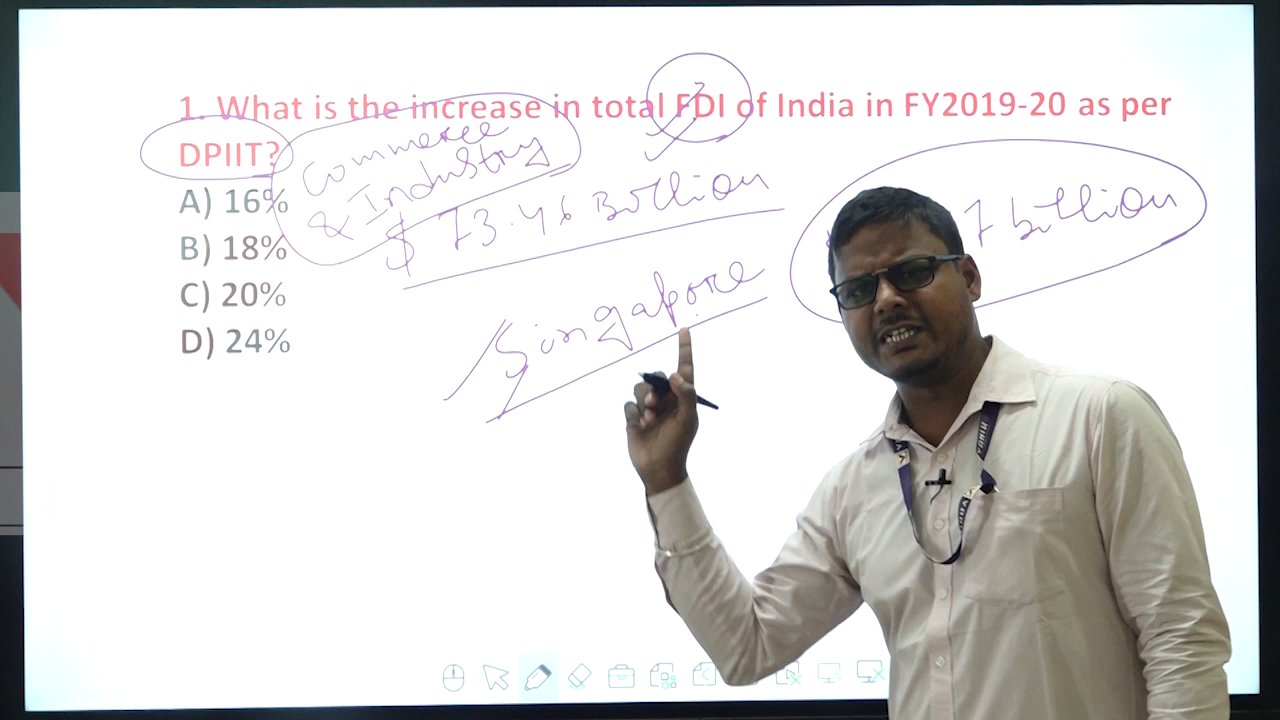 1. What is the increase in total FDI of India in FY2019-20 as per
DPIIT?
A) 16%
B) 18%
C) 20%
D) 24%
Commerce
& Industry
$ 73.46 Billion
7 billion
Singapore